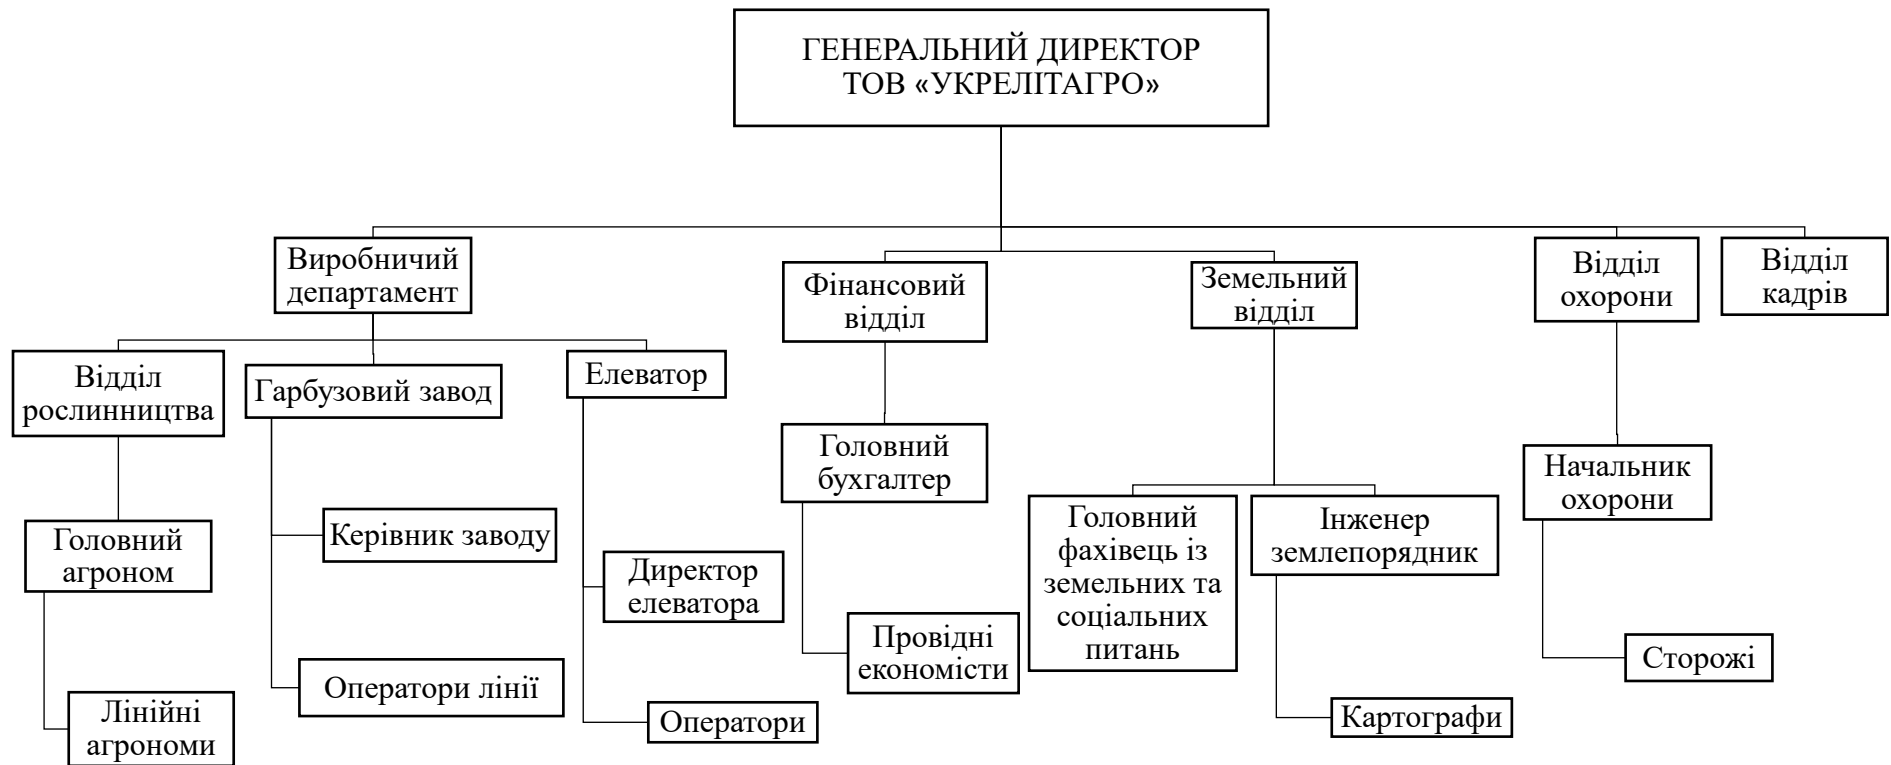 ГЕНЕРАЛЬНИЙ ДИРЕКТОР
ТОВ «УКРЕЛІТАГРО»
Виробничий
департамент
Фінансовий
відділ
Земельний
відділ
Відділ
охорони
Відділ
кадрів
Відділ
рослинництва
Гарбузовий завод
Елеватор
Головний
бухгалтер
Начальник
охорони
Головний
агроном
Керівник заводу
Директор
елеватора
Головний
фахівець із
земельних та
соціальних
питань
Інженер
землепорядник
Провідні
економісти
Сторожі
Лінійні
агрономи
Оператори лінії
Оператори
Картографи